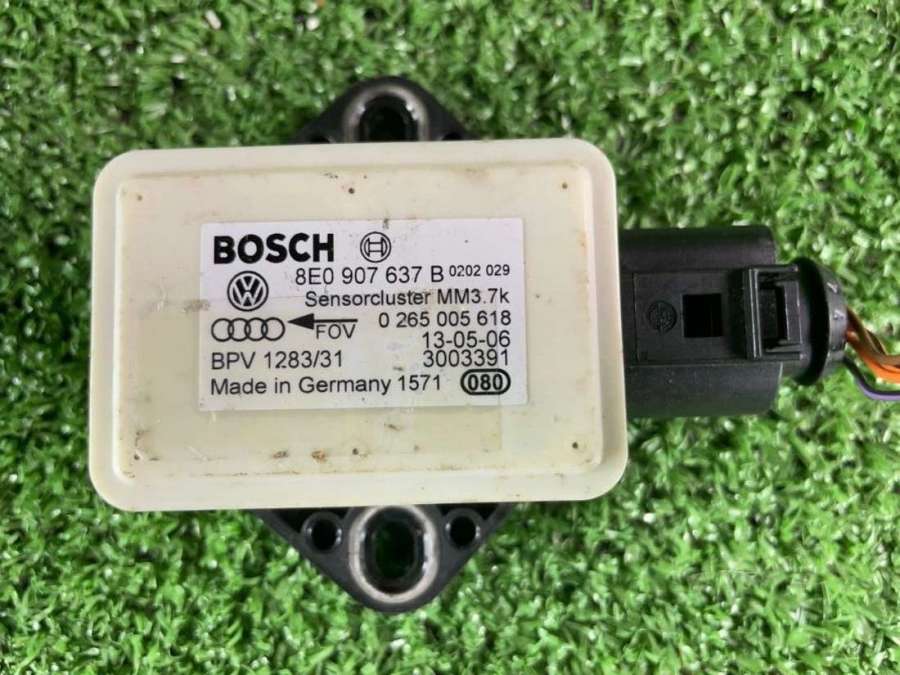 BOSCH
8E0 907 637 B 0202 029
Sensorcluster MM3.7k
FOV 0 265 005 618
13-05-06
BPV 1283/31 3003391
Made in Germany 1571 080